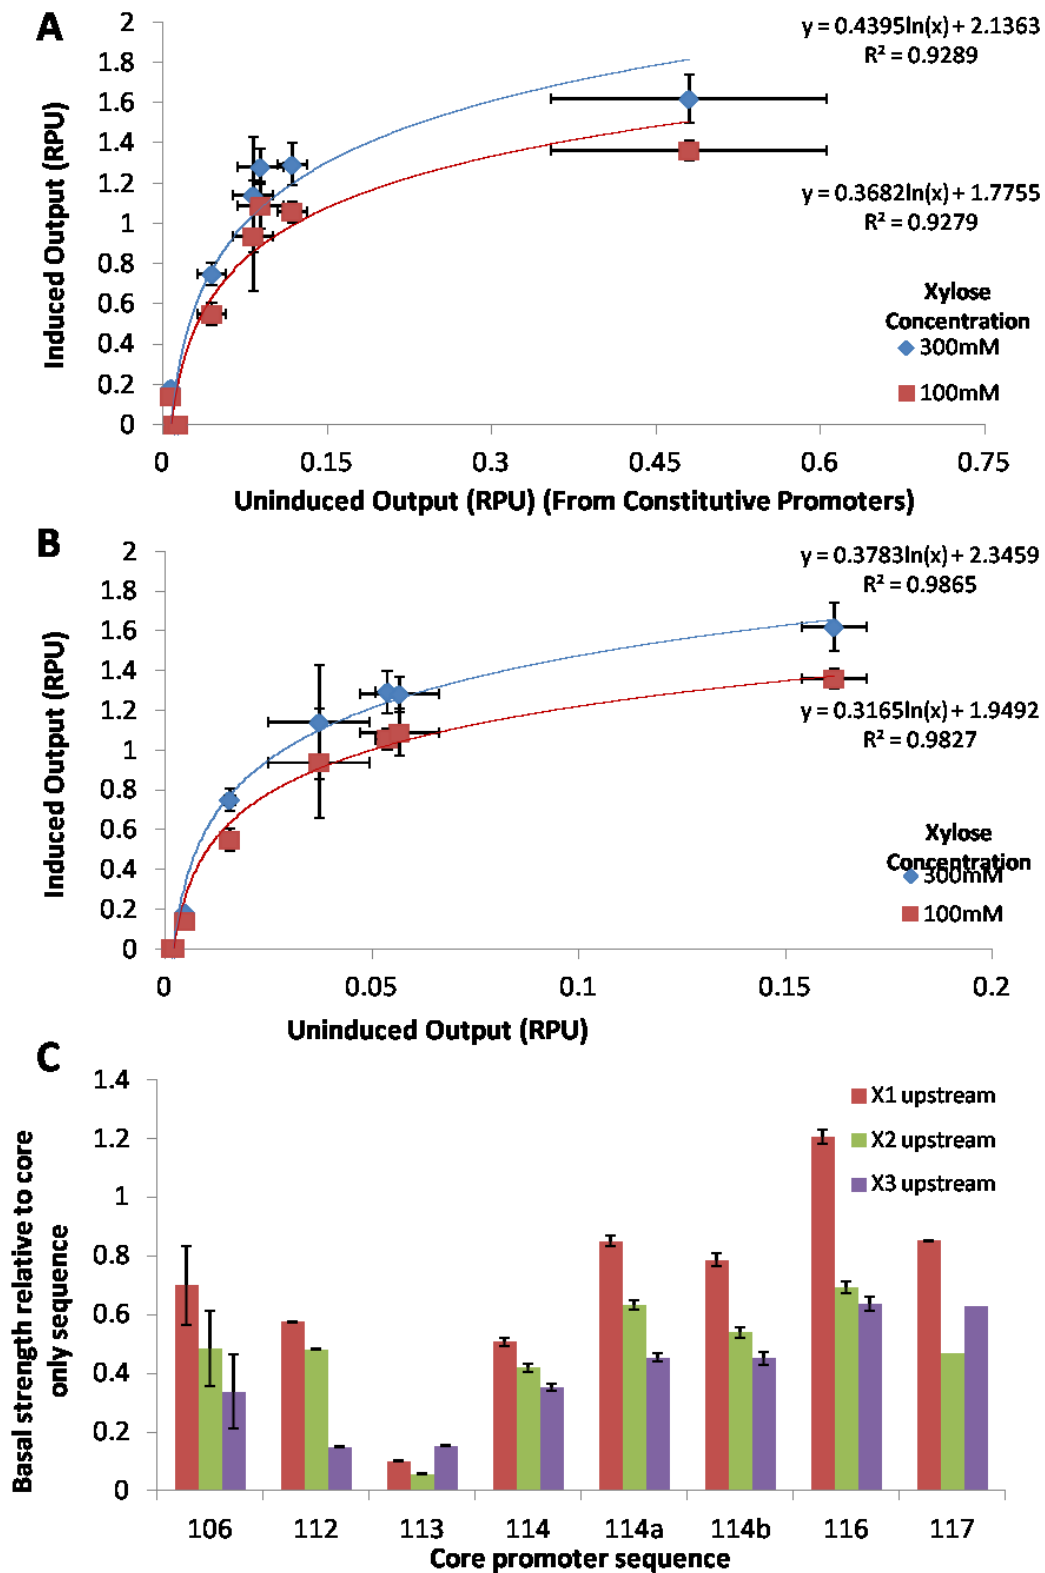 A
2
1.8
1.6
1.4
1.2
1
0.8
0.6
0.4
0.2
0
Induced Output (RPU)
y = 0.4395ln(x) + 2.1363
R² = 0.9289
y = 0.3682ln(x) + 1.7755
R² = 0.9279
Xylose
Concentration
300mM
100mM
0 0.15 0.3 0.45 0.6 0.75
Uninduced Output (RPU) (From Constitutive Promoters)
B
2
1.8
1.6
1.4
1.2
1
0.8
0.6
0.4
0.2
0
Induced Output (RPU)
y = 0.3783ln(x) + 2.3459
R² = 0.9865
y = 0.3165ln(x) + 1.9492
R² = 0.9827
Xylose
Concentration
300mM
100mM
0 0.05 0.1 0.15 0.2
Uninduced Output (RPU)
C
1.4
1.2
1
0.8
0.6
0.4
0.2
0
Basal strength relative to core
only sequence
X1 upstream
X2 upstream
X3 upstream
106 112 113 114 114a 114b 116 117
Core promoter sequence